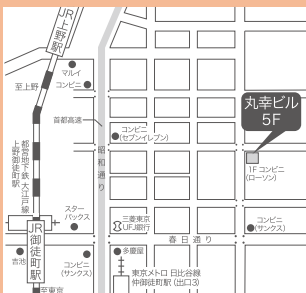 JR上野駅
マルイ
コンビニ
至上野
首都高速
丸幸ビル
5F
コンビニ
(セブンイレブン)
昭和通り
1F コンビニ
(ローソン)
都営地下鉄 大江戸線
上野御徒町駅
スター
バックス
三菱東京
UFJ銀行
コンビニ
(サンクス)
春日通り
JR御徒町駅
吉池
コンビニ
(サンクス)
多慶屋
東京メトロ 日比谷線
仲御徒町駅 (出口3)
至東京